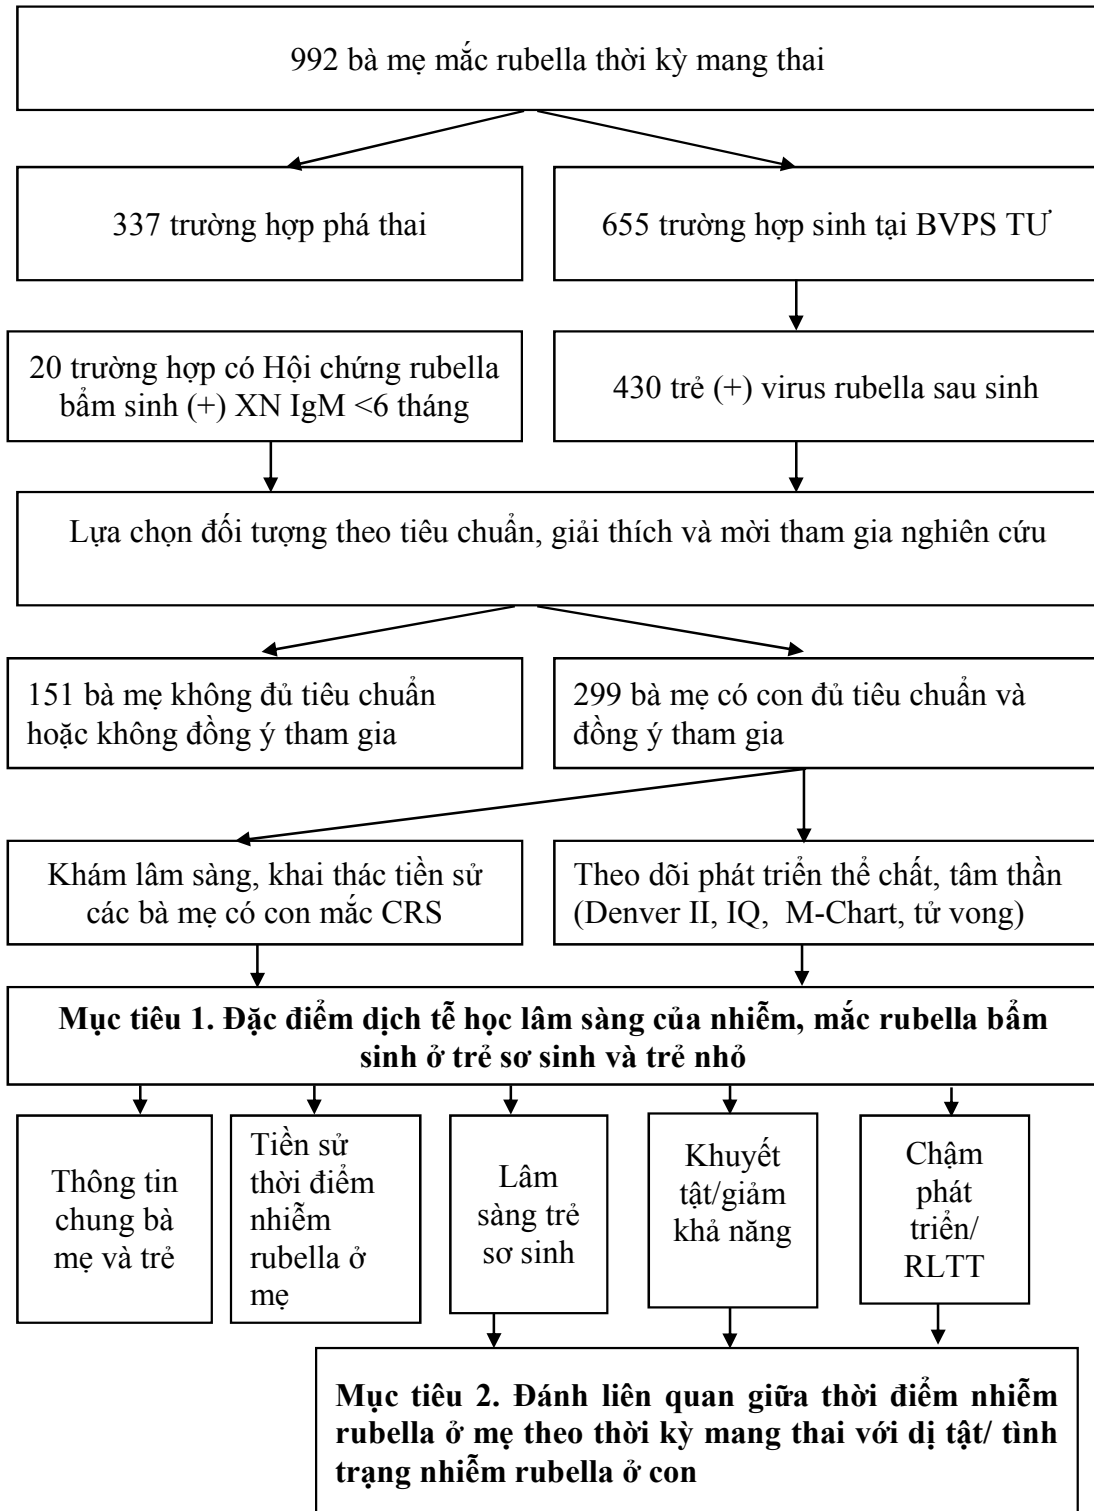 992 bà mẹ mắc rubella thời kỳ mang thai
337 trường hợp phá thai
655 trường hợp sinh tại BVPS TƯ
20 trường hợp có Hội chứng rubella
bẩm sinh (+) XN IgM <6 tháng
430 trẻ (+) virus rubella sau sinh
Lựa chọn đối tượng theo tiêu chuẩn, giải thích và mời tham gia nghiên cứu
151 bà mẹ không đủ tiêu chuẩn
hoặc không đồng ý tham gia
299 bà mẹ có con đủ tiêu chuẩn và
đồng ý tham gia
Khám lâm sàng, khai thác tiền sử
các bà mẹ có con mắc CRS
Theo dõi phát triển thể chất, tâm thần
(Denver II, IQ, M-Chart, tử vong)
Mục tiêu 1. Đặc điểm dịch tễ học lâm sàng của nhiễm, mắc rubella bẩm
sinh ở trẻ sơ sinh và trẻ nhỏ
Thông tin
chung bà
mẹ và trẻ
Tiền sử
thời điểm
nhiễm
rubella ở
mẹ
Lâm
sàng trẻ
sơ sinh
Khuyết
tật/giảm
khả năng
Chậm
phát
triển/
RLTT
Mục tiêu 2. Đánh liên quan giữa thời điểm nhiễm
rubella ở mẹ theo thời kỳ mang thai với dị tật/ tình
trạng nhiễm rubella ở con